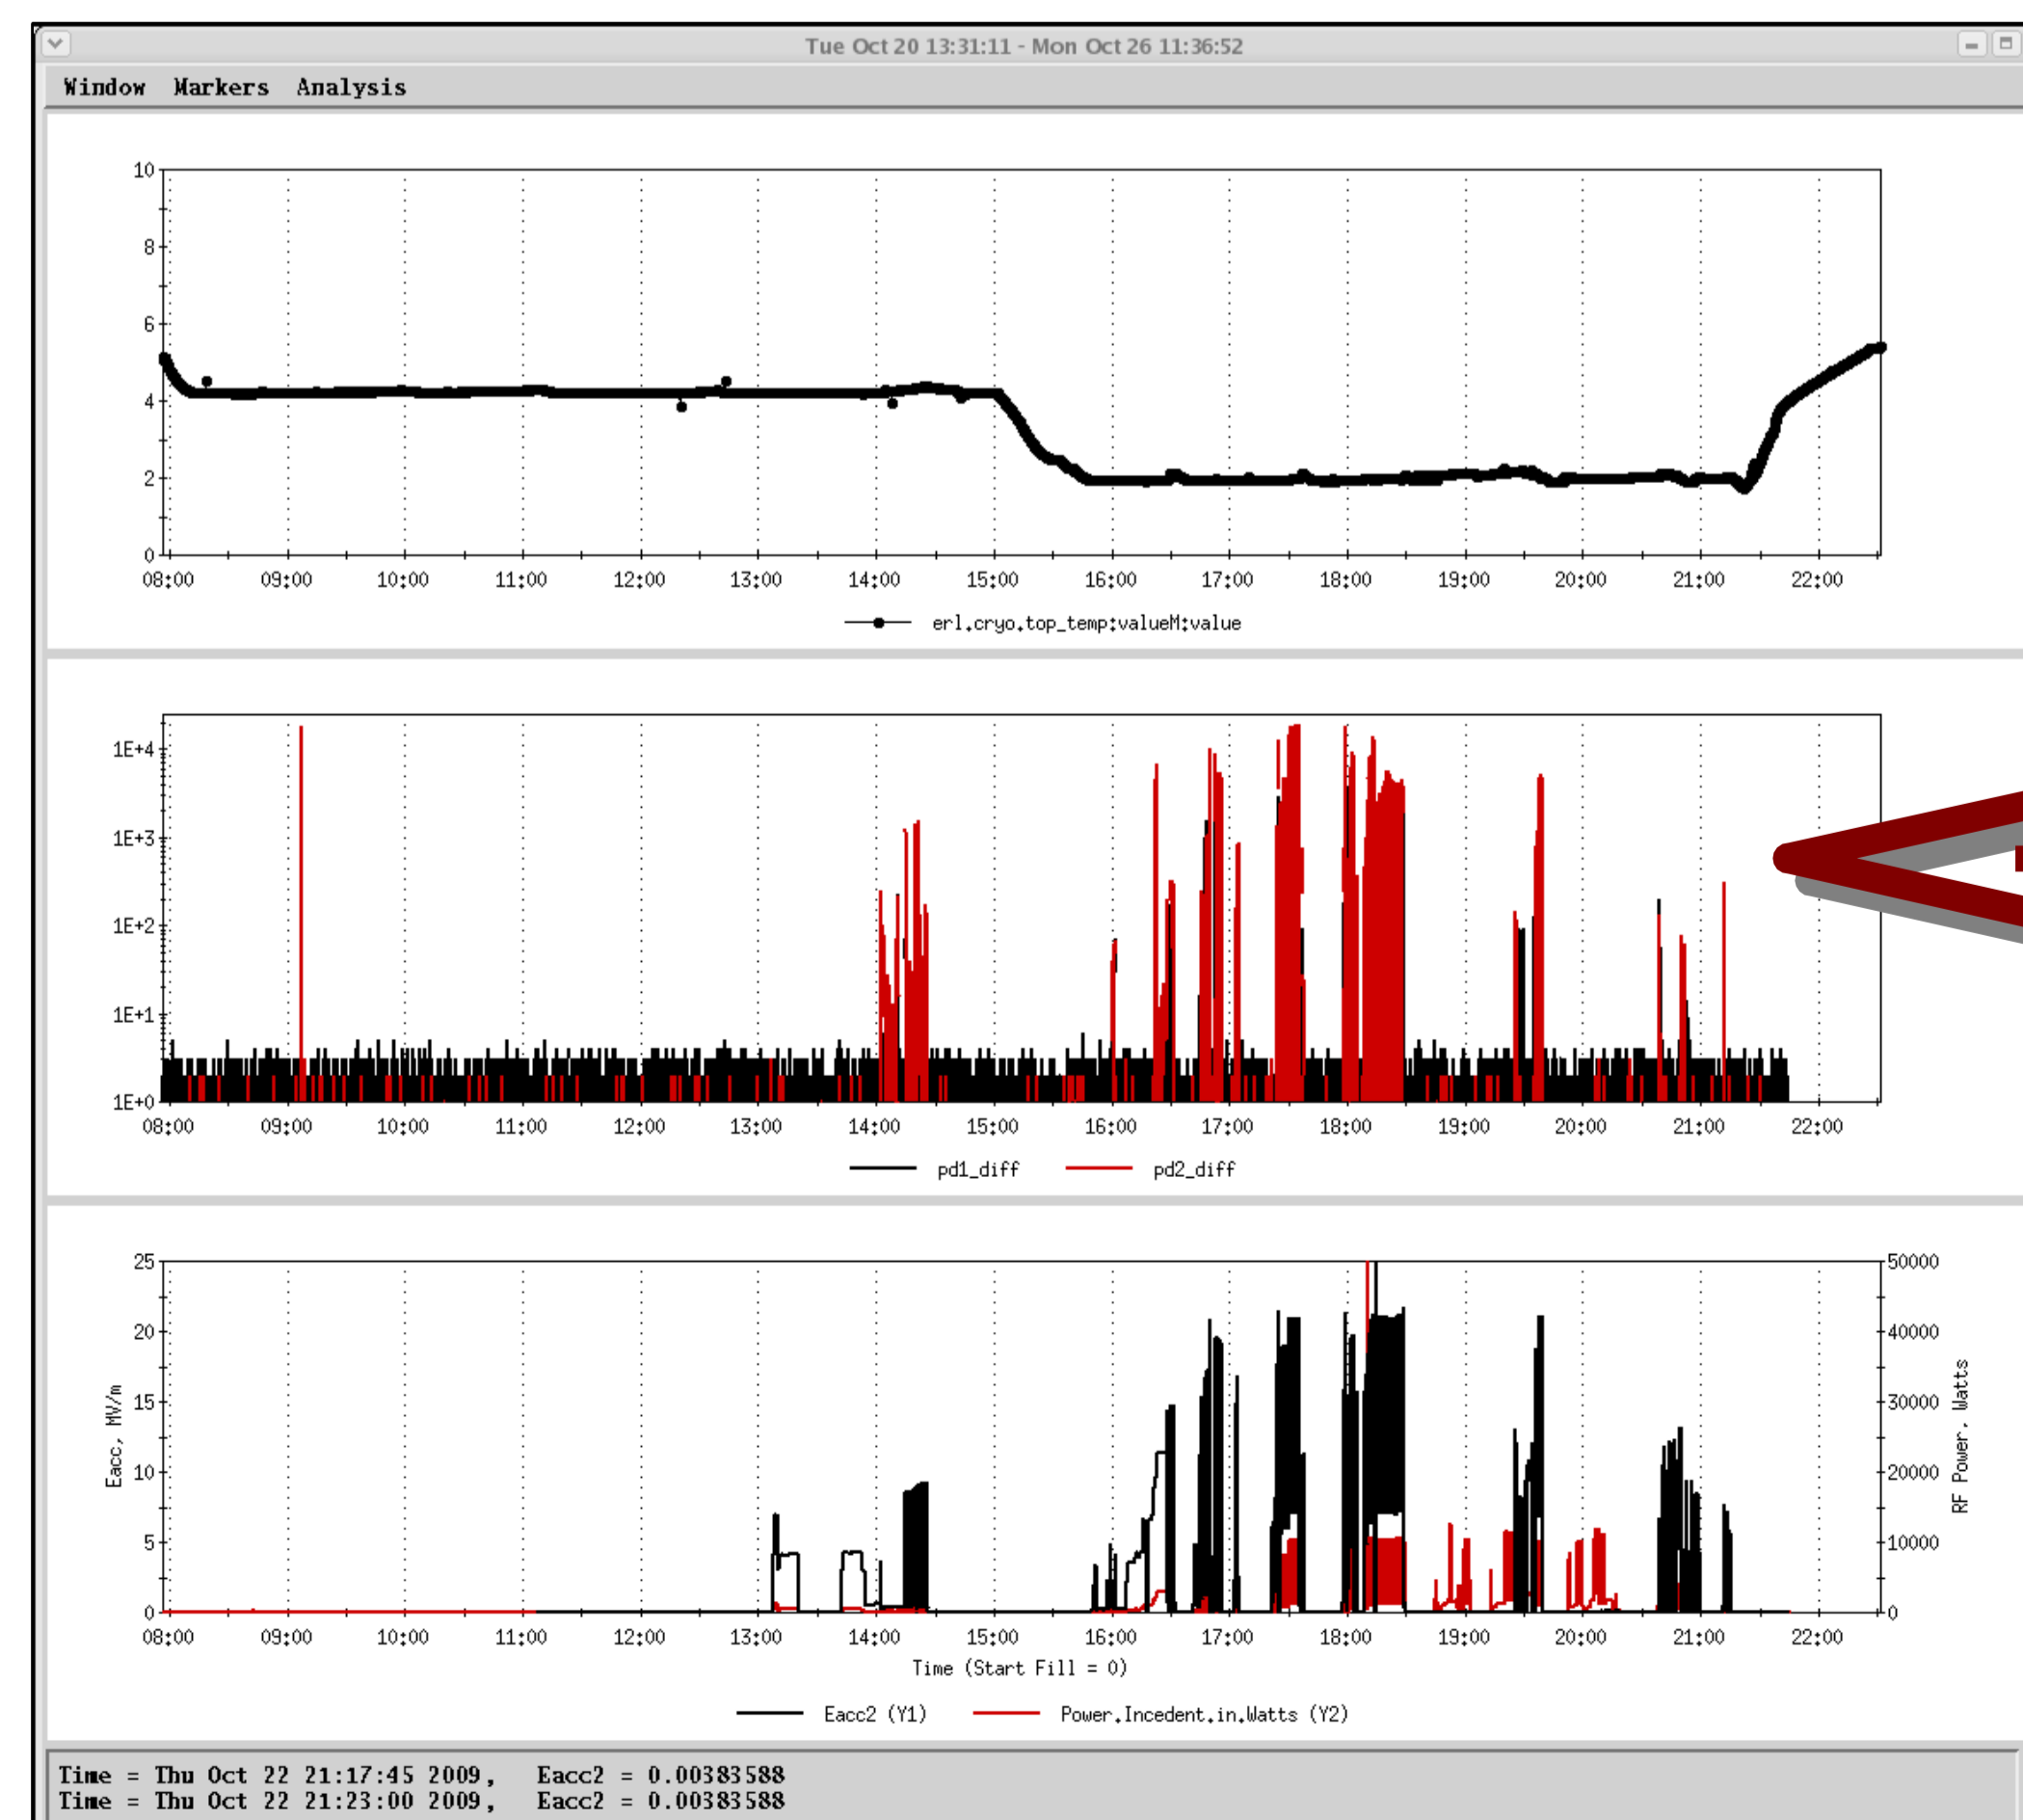 Tue Oct 20 13:31:11 - Mon Oct 26 11:36:52
Window Markers Analysis
10
8
6
4
2
0
08:00 09:00 10:00 11:00 12:00 13:00 14:00 15:00 16:00 17:00 18:00 19:00 20:00 21:00 22:00
erl.cryo.top_temp:valueM:value
1E+4
1E+3
1E+2
1E+1
1E+0
08:00 09:00 10:00 11:00 12:00 13:00 14:00 15:00 16:00 17:00 18:00 19:00 20:00 21:00 22:00
pd1_diff pd2_diff
25 50000
20 40000
15 30000
10 20000
5 10000
0 0
Eacc, MV/m
RF Power, Watts
08:00 09:00 10:00 11:00 12:00 13:00 14:00 15:00 16:00 17:00 18:00 19:00 20:00 21:00 22:00
Time (Start Fill = 0)
Eacc2 (Y1) Power.Incedent.in.Watts (Y2)
Time = Thu Oct 22 21:17:45 2009, Eacc2 = 0.00383588
Time = Thu Oct 22 21:23:00 2009, Eacc2 = 0.00383588